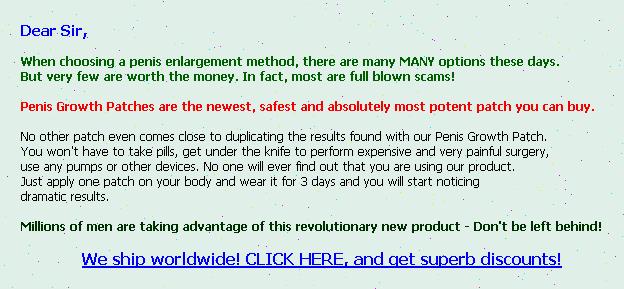 Dear Sir,
When choosing a penis enlargement method, there are many MANY options these days.
But very few are worth the money. In fact, most are full blown scams!
Penis Growth Patches are the newest, safest and absolutely most potent patch you can buy.
No other patch even comes close to duplicating the results found with our Penis Growth Patch.
You won't have to take pills, get under the knife to perform expensive and very painful surgery,
use any pumps or other devices. No one will ever find out that you are using our product.
Just apply one patch on your body and wear it for 3 days and you will start noticing
dramatic results.
Millions of men are taking advantage of this revolutionary new product - Don't be left behind!
We ship worldwide! CLICK HERE, and get superb discounts!